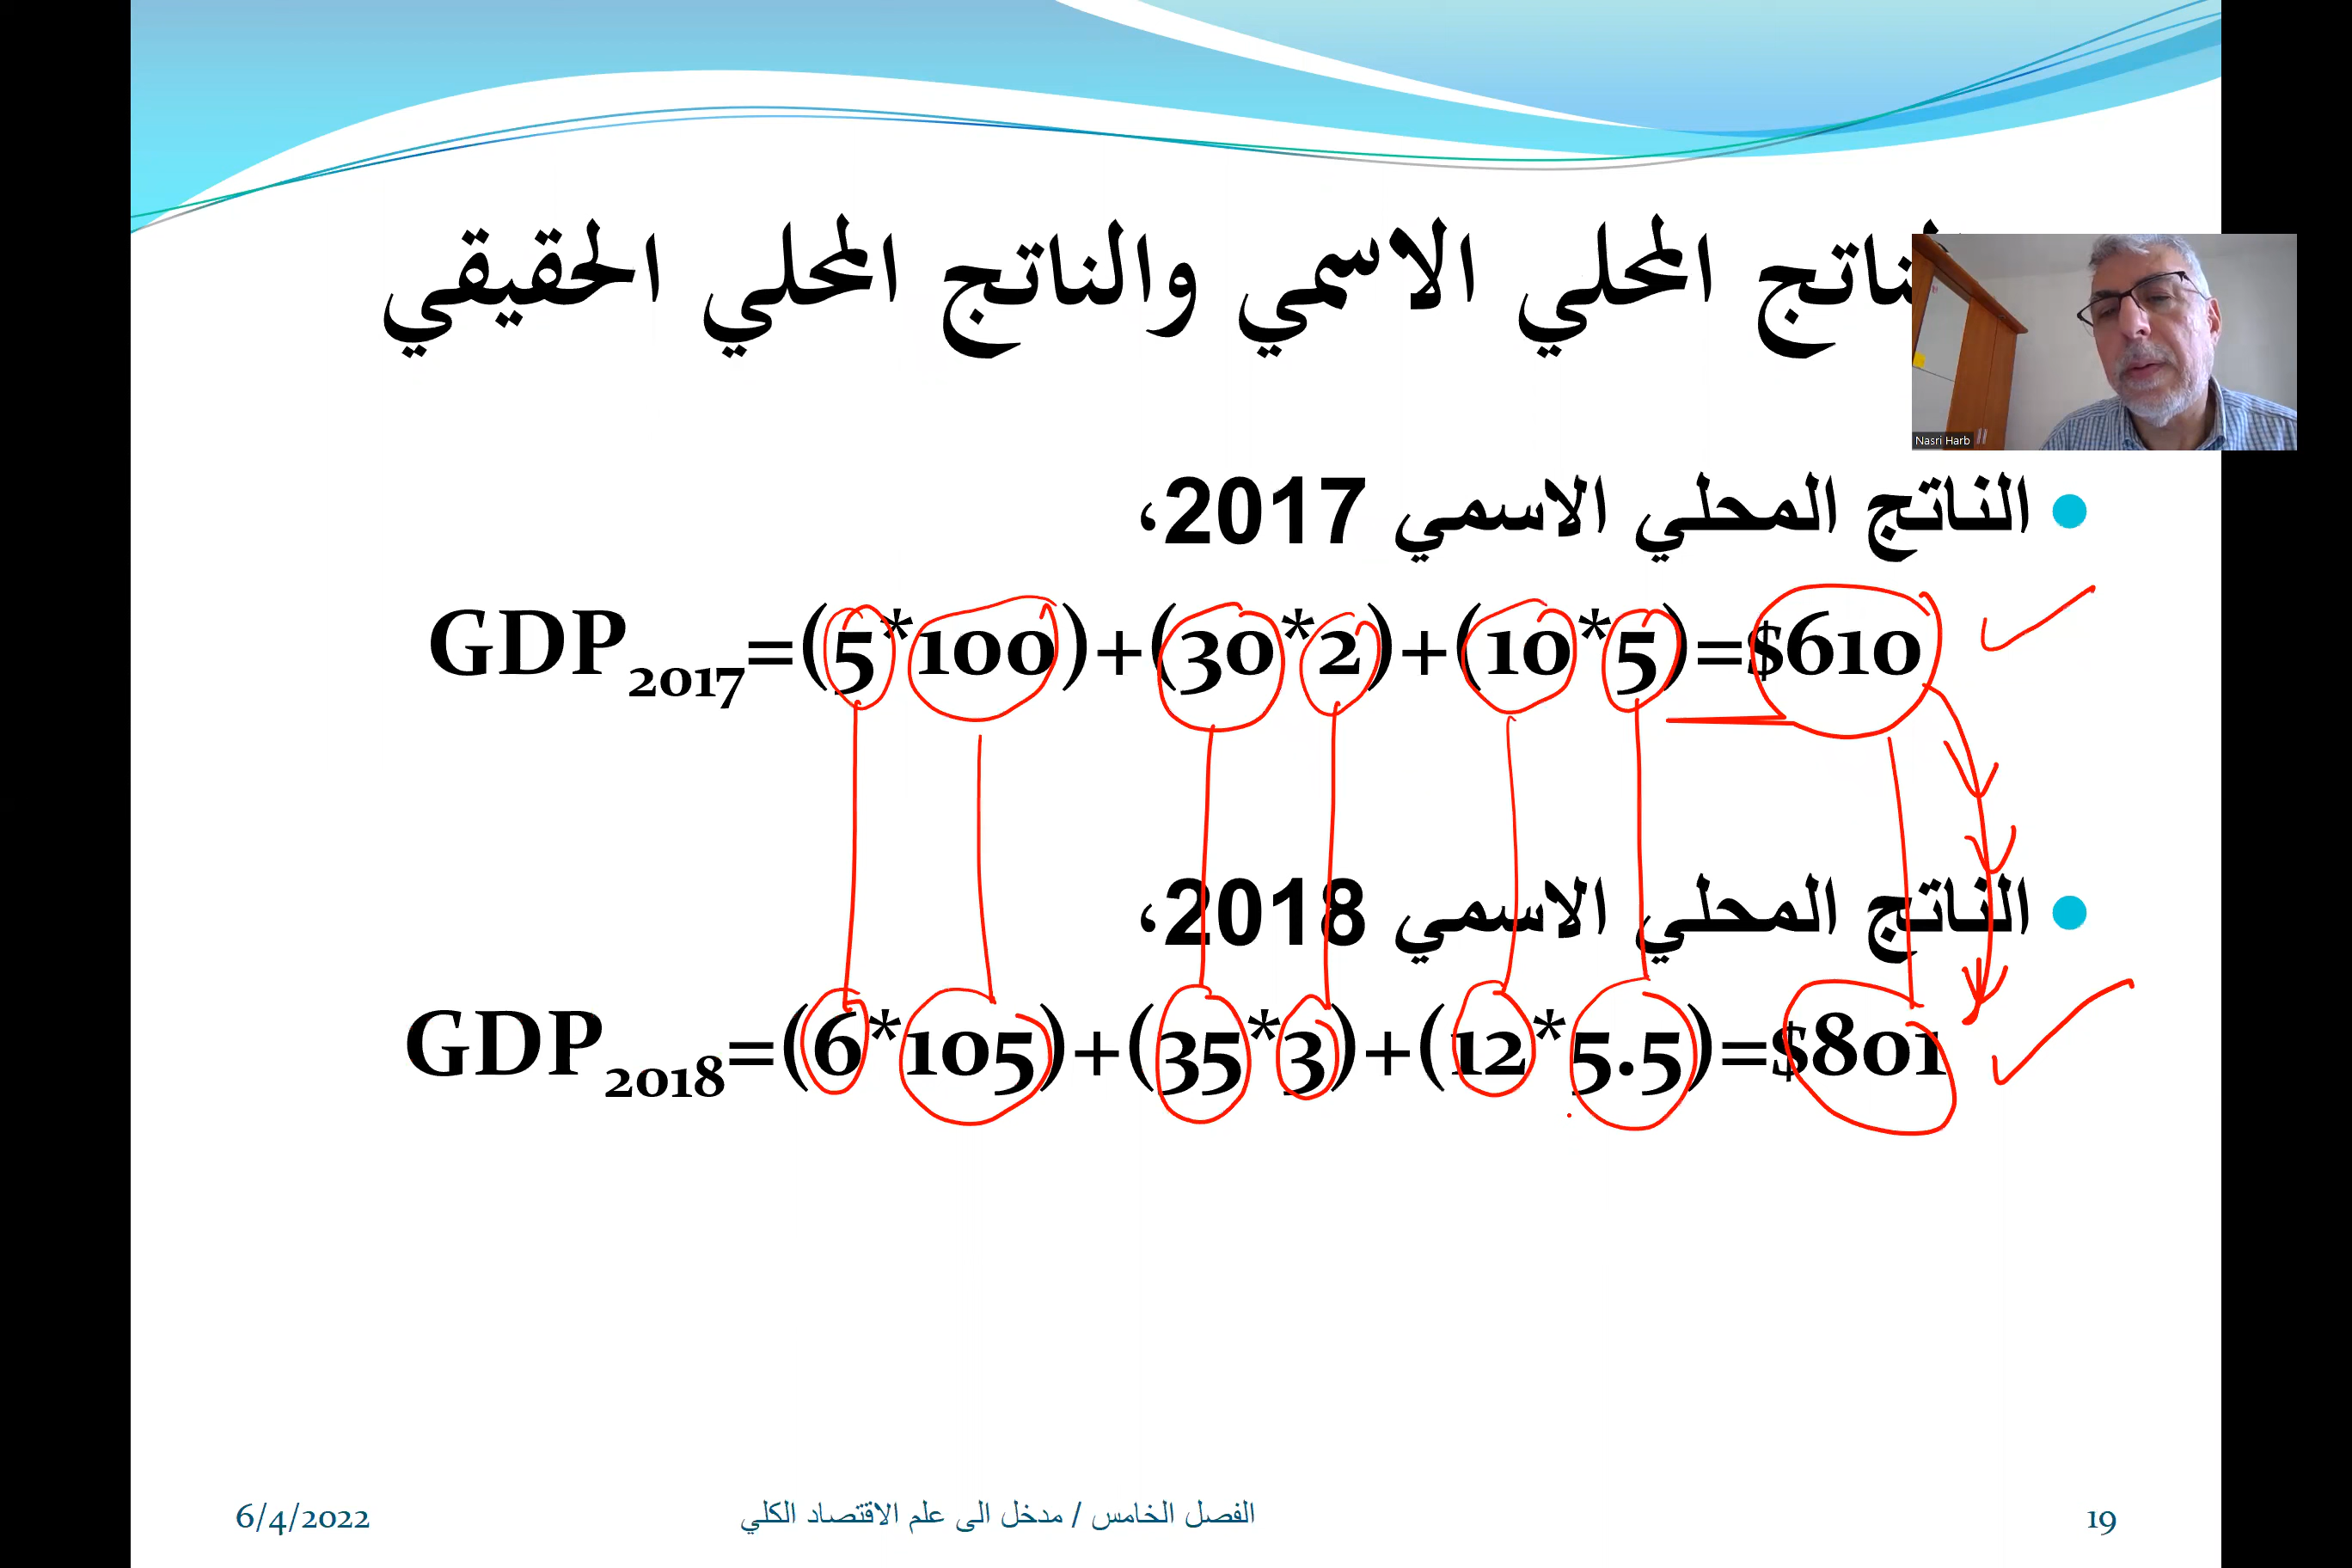 الناتج المحلي الاسمي والناتج المحلي الحقيقي
Nasri Harb
• الناتج المحلي الاسمي 2017،
GDP2017=(5*100)+(30*2)+(10*5)=$610
• الناتج المحلي الاسمي 2018،
GDP2018=(6*105)+(35*3)+(12*5.5)=$801
6/4/2022
الفصل الخامس / مدخل الى علم الاقتصاد الكلي
19